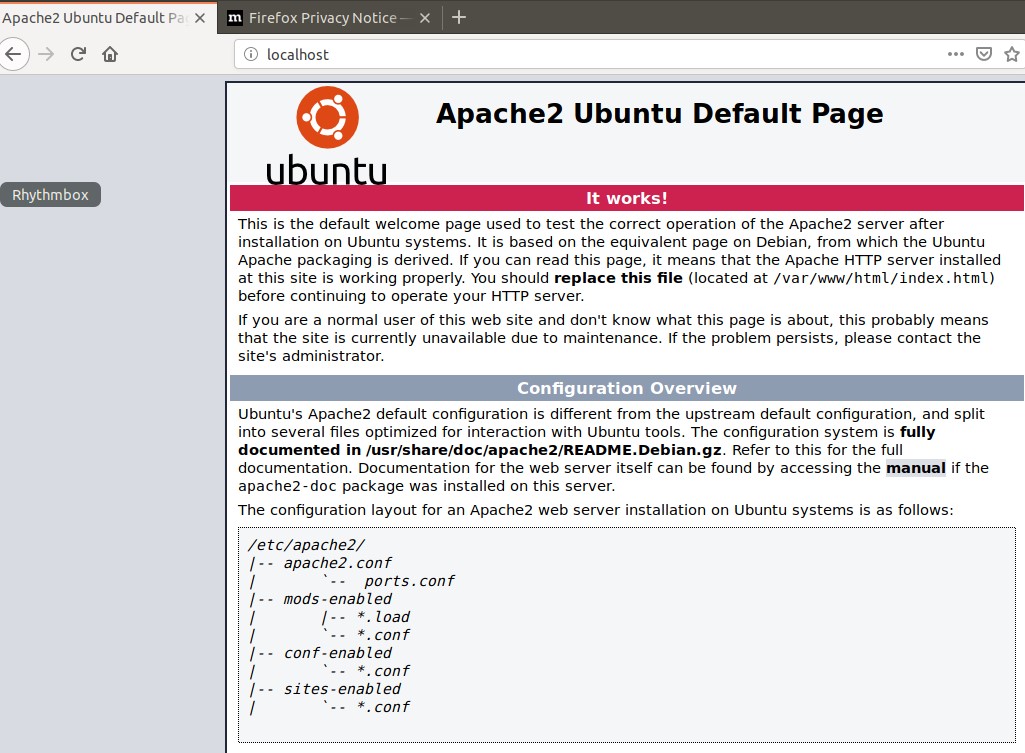 Apache2 Ubuntu Default Pa
m Firefox Privacy Notice —
localhost
ubuntu
Apache2 Ubuntu Default Page
Rhythmbox
It works!
This is the default welcome page used to test the correct operation of the Apache2 server after
installation on Ubuntu systems. It is based on the equivalent page on Debian, from which the Ubuntu
Apache packaging is derived. If you can read this page, it means that the Apache HTTP server installed
at this site is working properly. You should replace this file (located at /var/www/html/index.html)
before continuing to operate your HTTP server.
If you are a normal user of this web site and don't know what this page is about, this probably means
that the site is currently unavailable due to maintenance. If the problem persists, please contact the
site's administrator.
Configuration Overview
Ubuntu's Apache2 default configuration is different from the upstream default configuration, and split
into several files optimized for interaction with Ubuntu tools. The configuration system is fully
documented in /usr/share/doc/apache2/README.Debian.gz. Refer to this for the full
documentation. Documentation for the web server itself can be found by accessing the manual if the
apache2-doc package was installed on this server.
The configuration layout for an Apache2 web server installation on Ubuntu systems is as follows:
/etc/apache2/
|-- apache2.conf
|       `--  ports.conf
|-- mods-enabled
|       |-- *.load
|       `-- *.conf
|-- conf-enabled
|       `-- *.conf
|-- sites-enabled
|       `-- *.conf